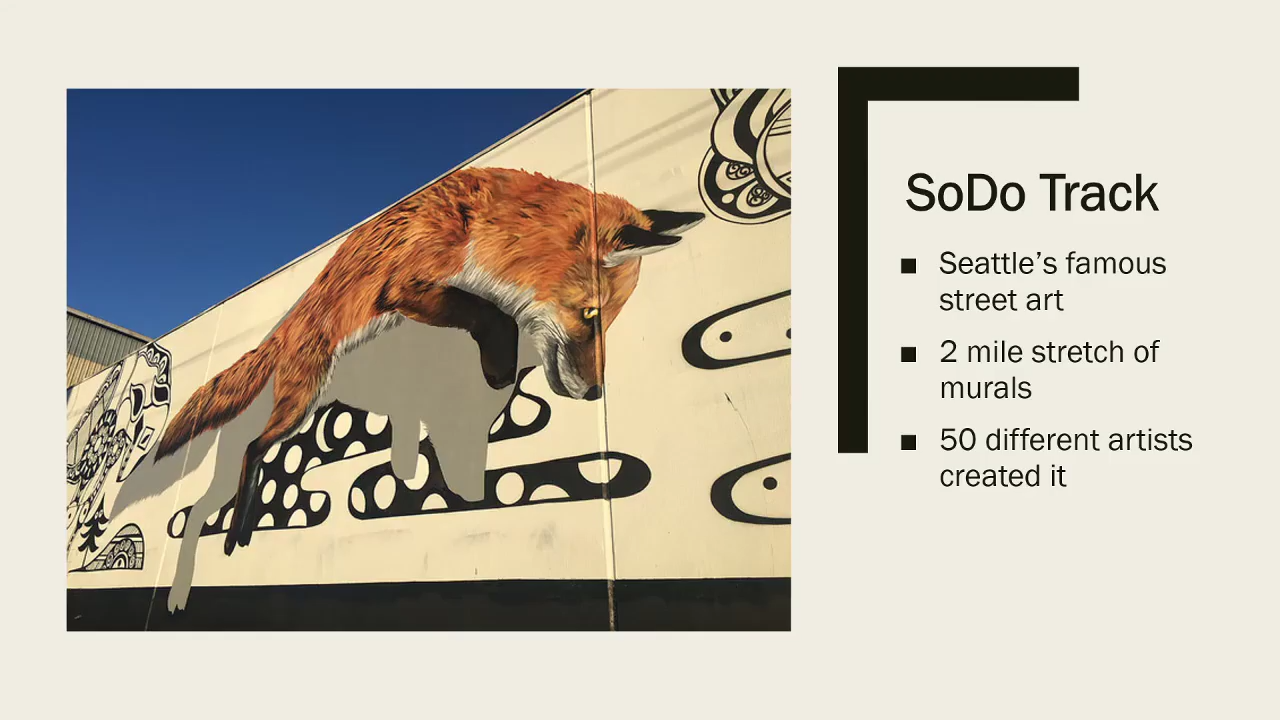 SoDo Track
■ Seattle’s famous
street art
■ 2 mile stretch of
murals
■ 50 different artists
created it